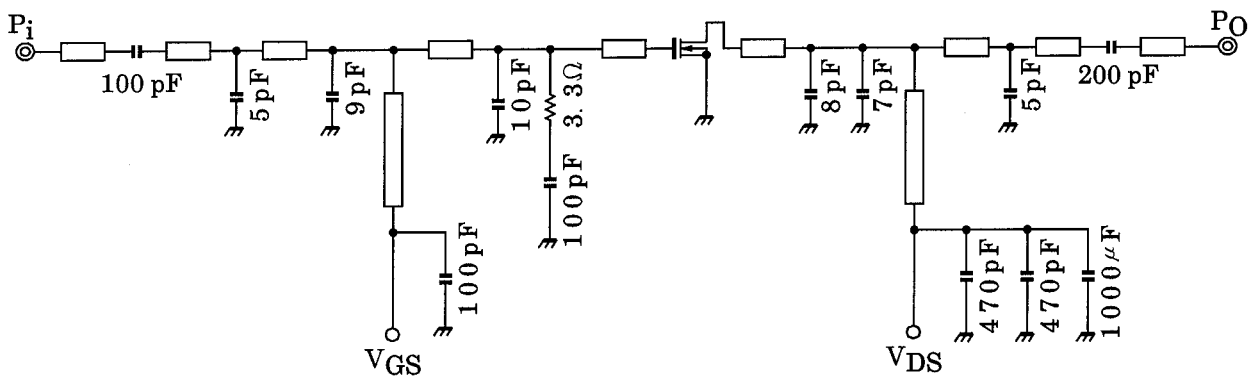 Pi
PO
100 pF
5pF
9pF
10pF
3.3Ω
100pF
8pF
7pF
5pF
200 pF
100pF
VGS
470pF
470pF
1000μF
VDS